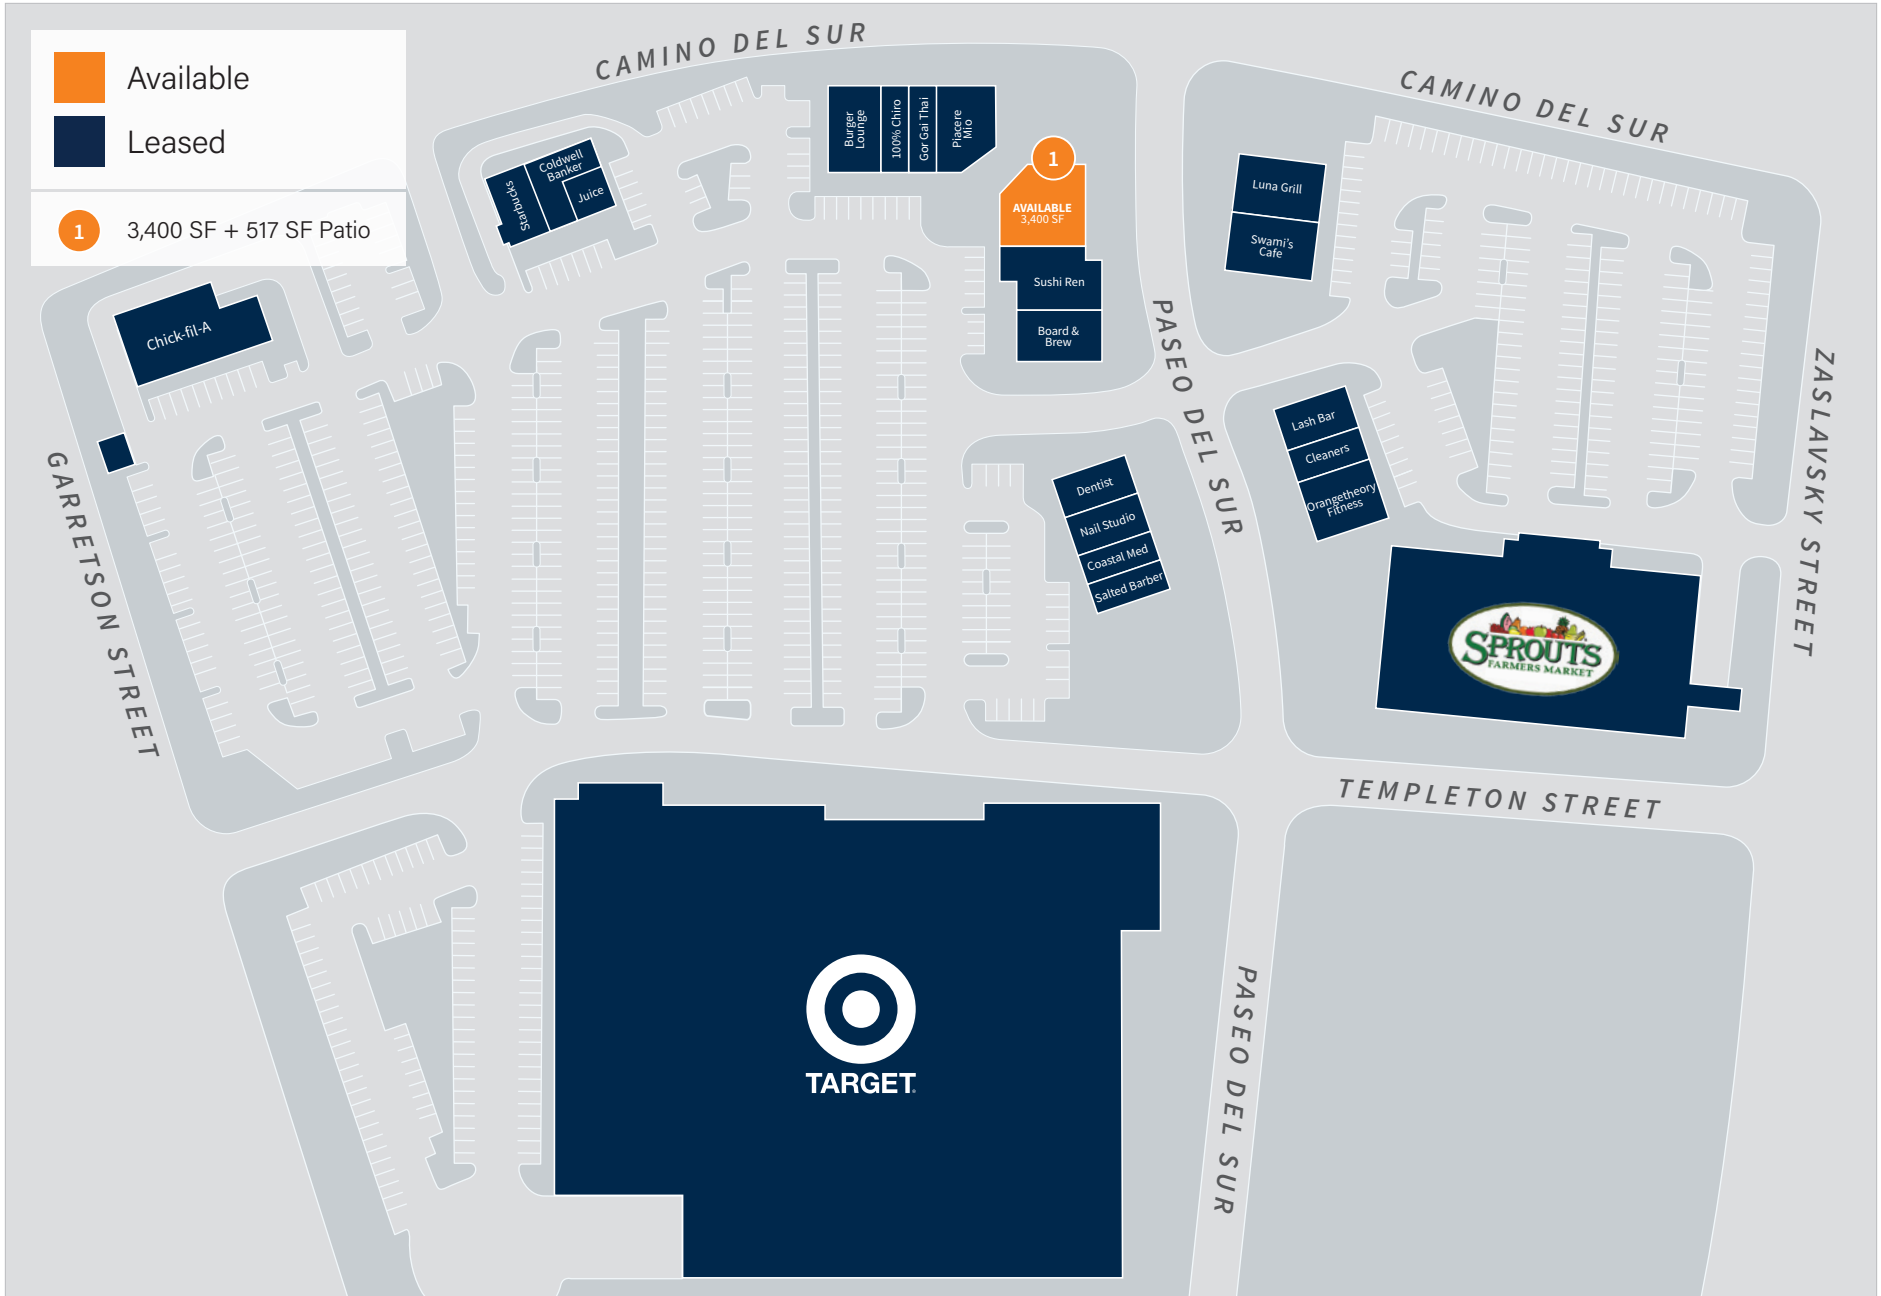 Available
Leased
1
3,400 SF + 517 SF Patio
CAMINO DEL SUR
CAMINO DEL SUR
Burger
Lounge
100% Chiro
Gor Gai Thai
Piacere
Mio
1
AVAILABLE
3,400 SF
Sushi Ren
Board &
Brew
Starbucks
Coldwell
Banker
Juice
Luna Grill
Swami's
Cafe
Chick-fil-A
PASEO DEL SUR
ZASLAVSKY STREET
GARRETSON STREET
Lash Bar
Cleaners
Orangetheory
Fitness
Dentist
Nail Studio
Coastal Med
Salted Barber
SPROUTS
FARMERS MARKET
TEMPLETON STREET
TARGET
PASEO DEL SUR